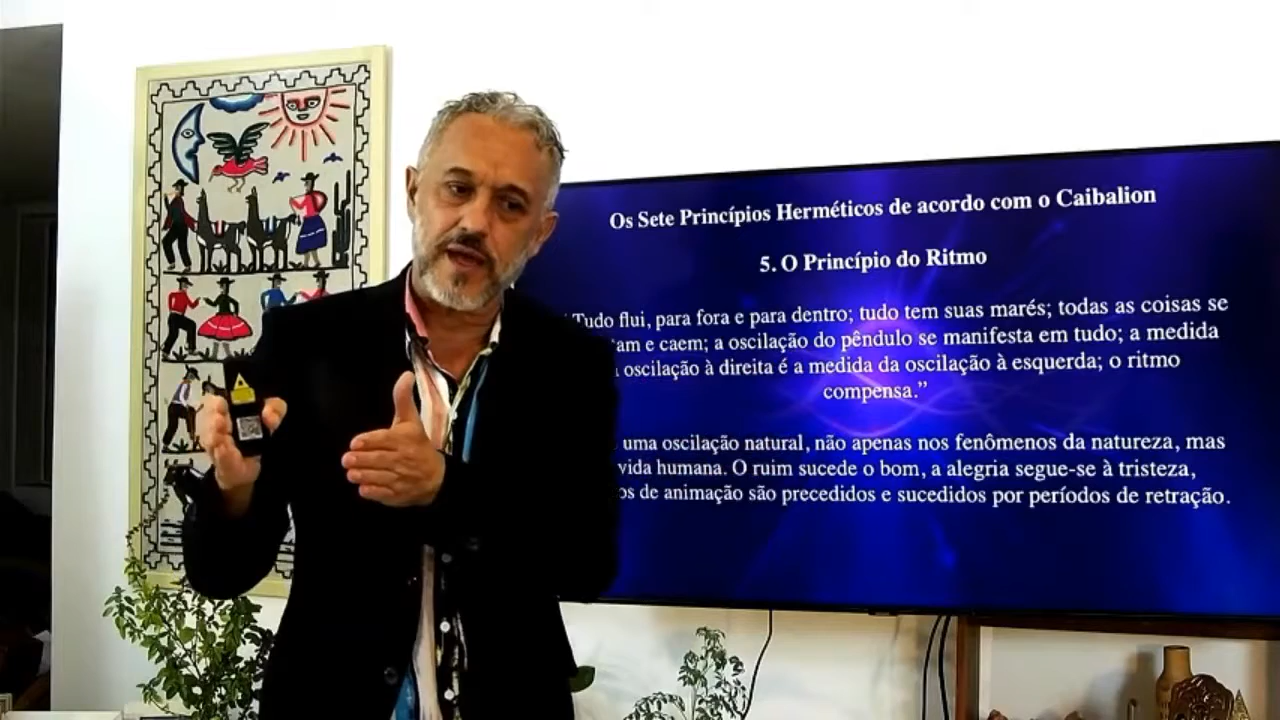 Os Sete Princípios Herméticos de acordo com o Caibalion
5. O Princípio do Ritmo
“Tudo flui, para fora e para dentro; tudo tem suas marés; todas as coisas se
e caem; a oscilação do pêndulo se manifesta em tudo; a medida
oscilação à direita é a medida da oscilação à esquerda; o ritmo
compensa.”
uma oscilação natural, não apenas nos fenômenos da natureza, mas
vida humana. O ruim sucede o bom, a alegria segue-se à tristeza,
de animação são precedidos e sucedidos por períodos de retração.